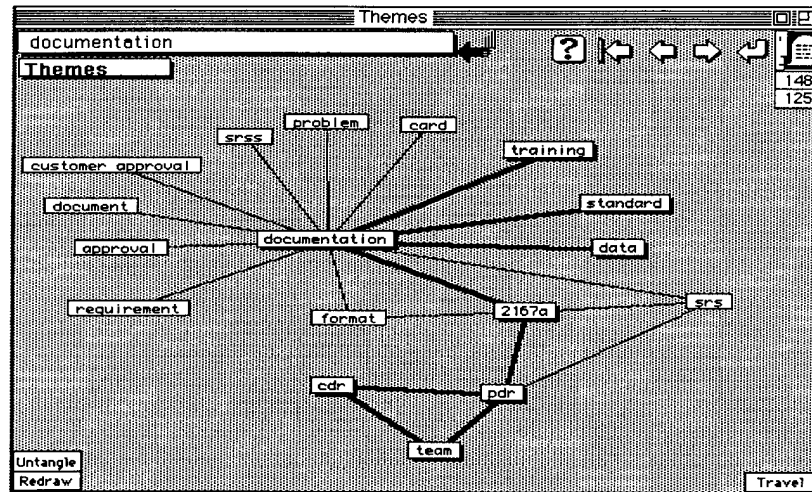 Themes
documentation
?
Themes
148
125
problem
card
srss
training
customer approval
document
standard
documentation
approval
data
requirement
format
2167a
srs
cdr
pdr
team
Untangle
Redraw
Travel